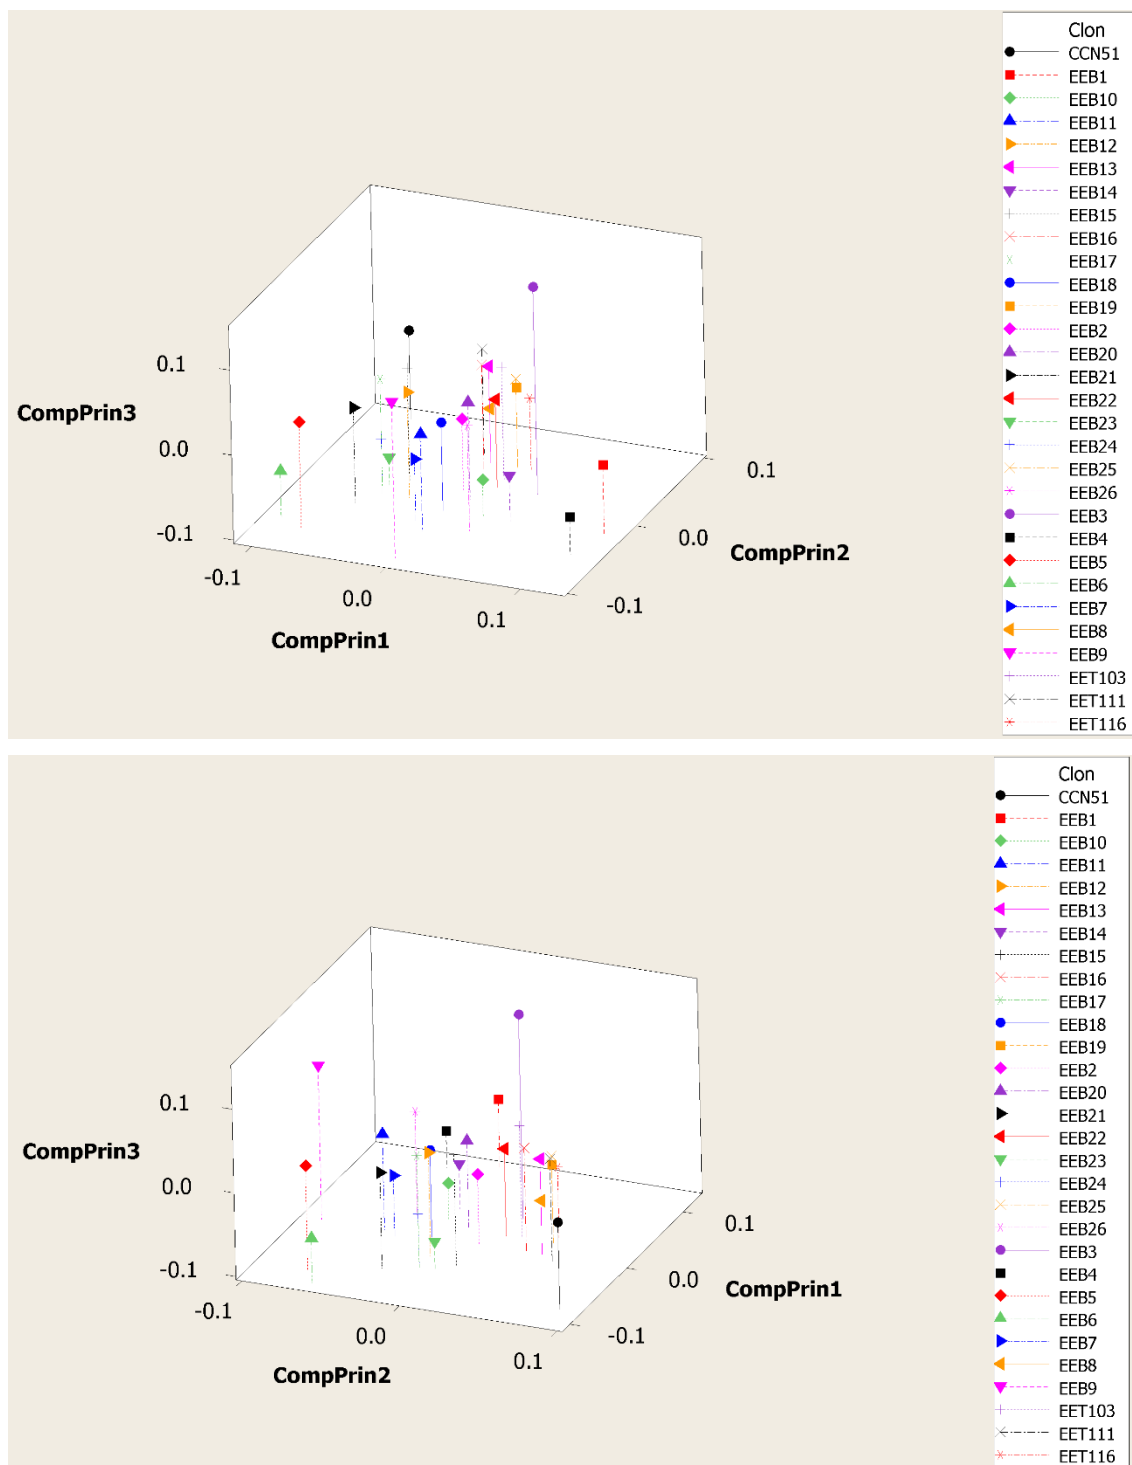 Clon
CCN51
EEB1
EEB10
EEB11
EEB12
EEB13
EEB14
EEB15
EEB16
EEB17
EEB18
EEB19
EEB2
EEB20
EEB21
EEB22
EEB23
EEB24
EEB25
EEB26
EEB3
EEB4
EEB5
EEB6
EEB7
EEB8
EEB9
EET103
EET111
EET116
0.1
CompPrin3
0.0
-0.1
-0.1
0.0
0.1
CompPrin1
0.1
0.0
CompPrin2
-0.1
Clon
CCN51
EEB1
EEB10
EEB11
EEB12
EEB13
EEB14
EEB15
EEB16
EEB17
EEB18
EEB19
EEB2
EEB20
EEB21
EEB22
EEB23
EEB24
EEB25
EEB26
EEB3
EEB4
EEB5
EEB6
EEB7
EEB8
EEB9
EET103
EET111
EET116
0.1
CompPrin3
0.0
-0.1
-0.1
0.0
0.1
CompPrin2
0.1
0.0
CompPrin1
-0.1